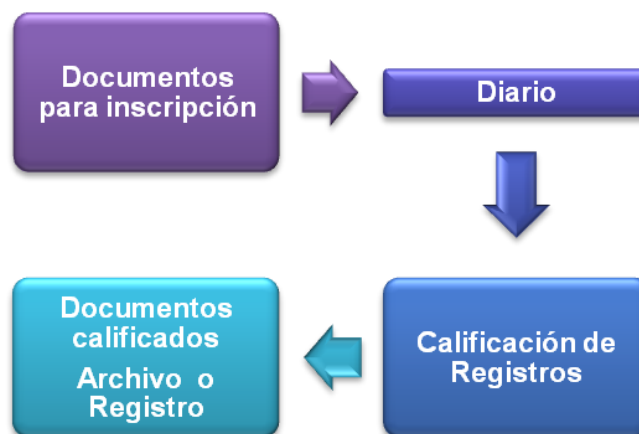 Documentos
para inscripción
Diario
Calificación de
Registros
Documentos
calificados
Archivo o
Registro